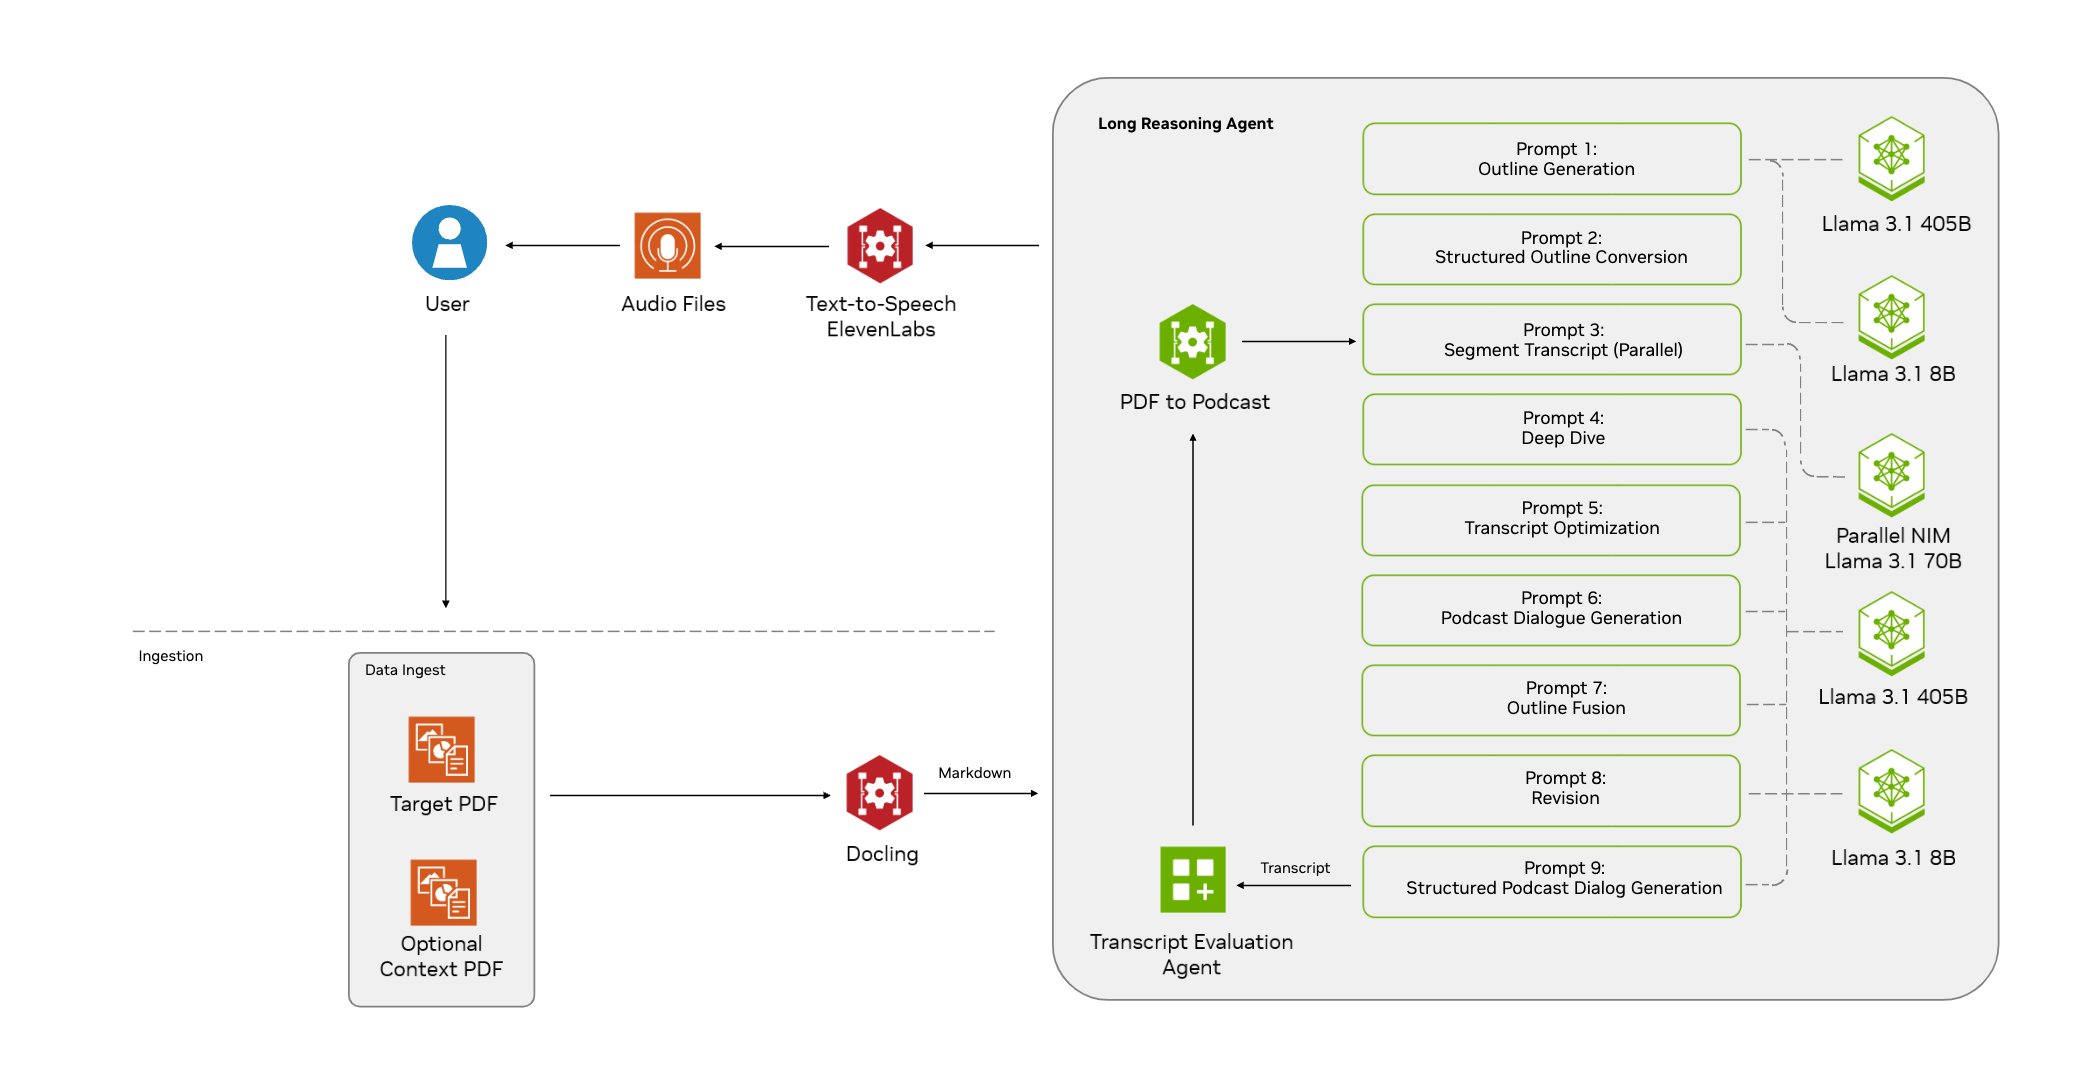 Long Reasoning Agent
Prompt 1:
Outline Generation
Llama 3.1 405B
Prompt 2:
Structured Outline Conversion
User
Audio Files
Text-to-Speech
ElevenLabs
Prompt 3:
Segment Transcript (Parallel)
Llama 3.1 8B
PDF to Podcast
Prompt 4:
Deep Dive
Prompt 5:
Transcript Optimization
Parallel NIM
Llama 3.1 70B
Prompt 6:
Podcast Dialogue Generation
Ingestion
Data Ingest
Prompt 7:
Outline Fusion
Llama 3.1 405B
Target PDF
Markdown
Prompt 8:
Revision
Docling
Llama 3.1 8B
Transcript
Prompt 9:
Structured Podcast Dialog Generation
Optional
Context PDF
Transcript Evaluation
Agent